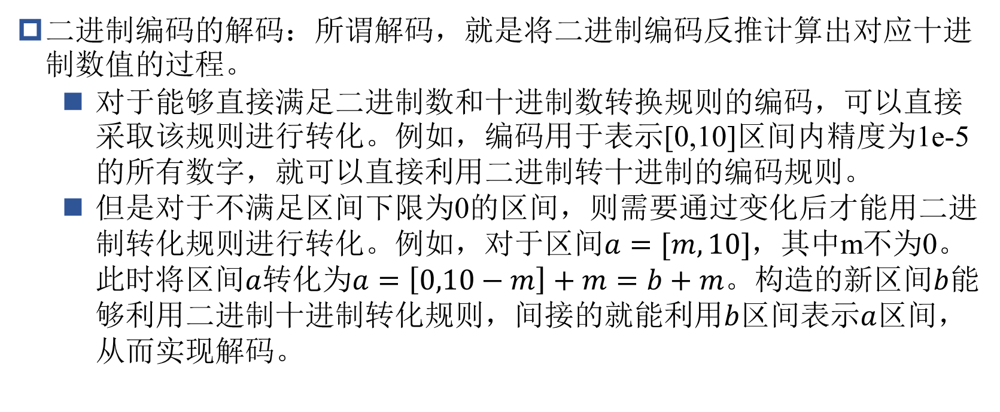 二进制编码的解码：所谓解码，就是将二进制编码反推计算出对应十进
制数值的过程。
对于能够直接满足二进制数和十进制数转换规则的编码，可以直接
采取该规则进行转化。例如，编码用于表示[0,10]区间内精度为1e-5
的所有数字，就可以直接利用二进制转十进制的编码规则。
但是对于不满足区间下限为0的区间，则需要通过变化后才能用二进
制转化规则进行转化。例如，对于区间a = [m, 10]，其中m不为0。
此时将区间a转化为a = [0,10 − m] + m = b + m。构造的新区间b能
够利用二进制十进制转化规则，间接的就能利用b区间表示a区间，
从而实现解码。